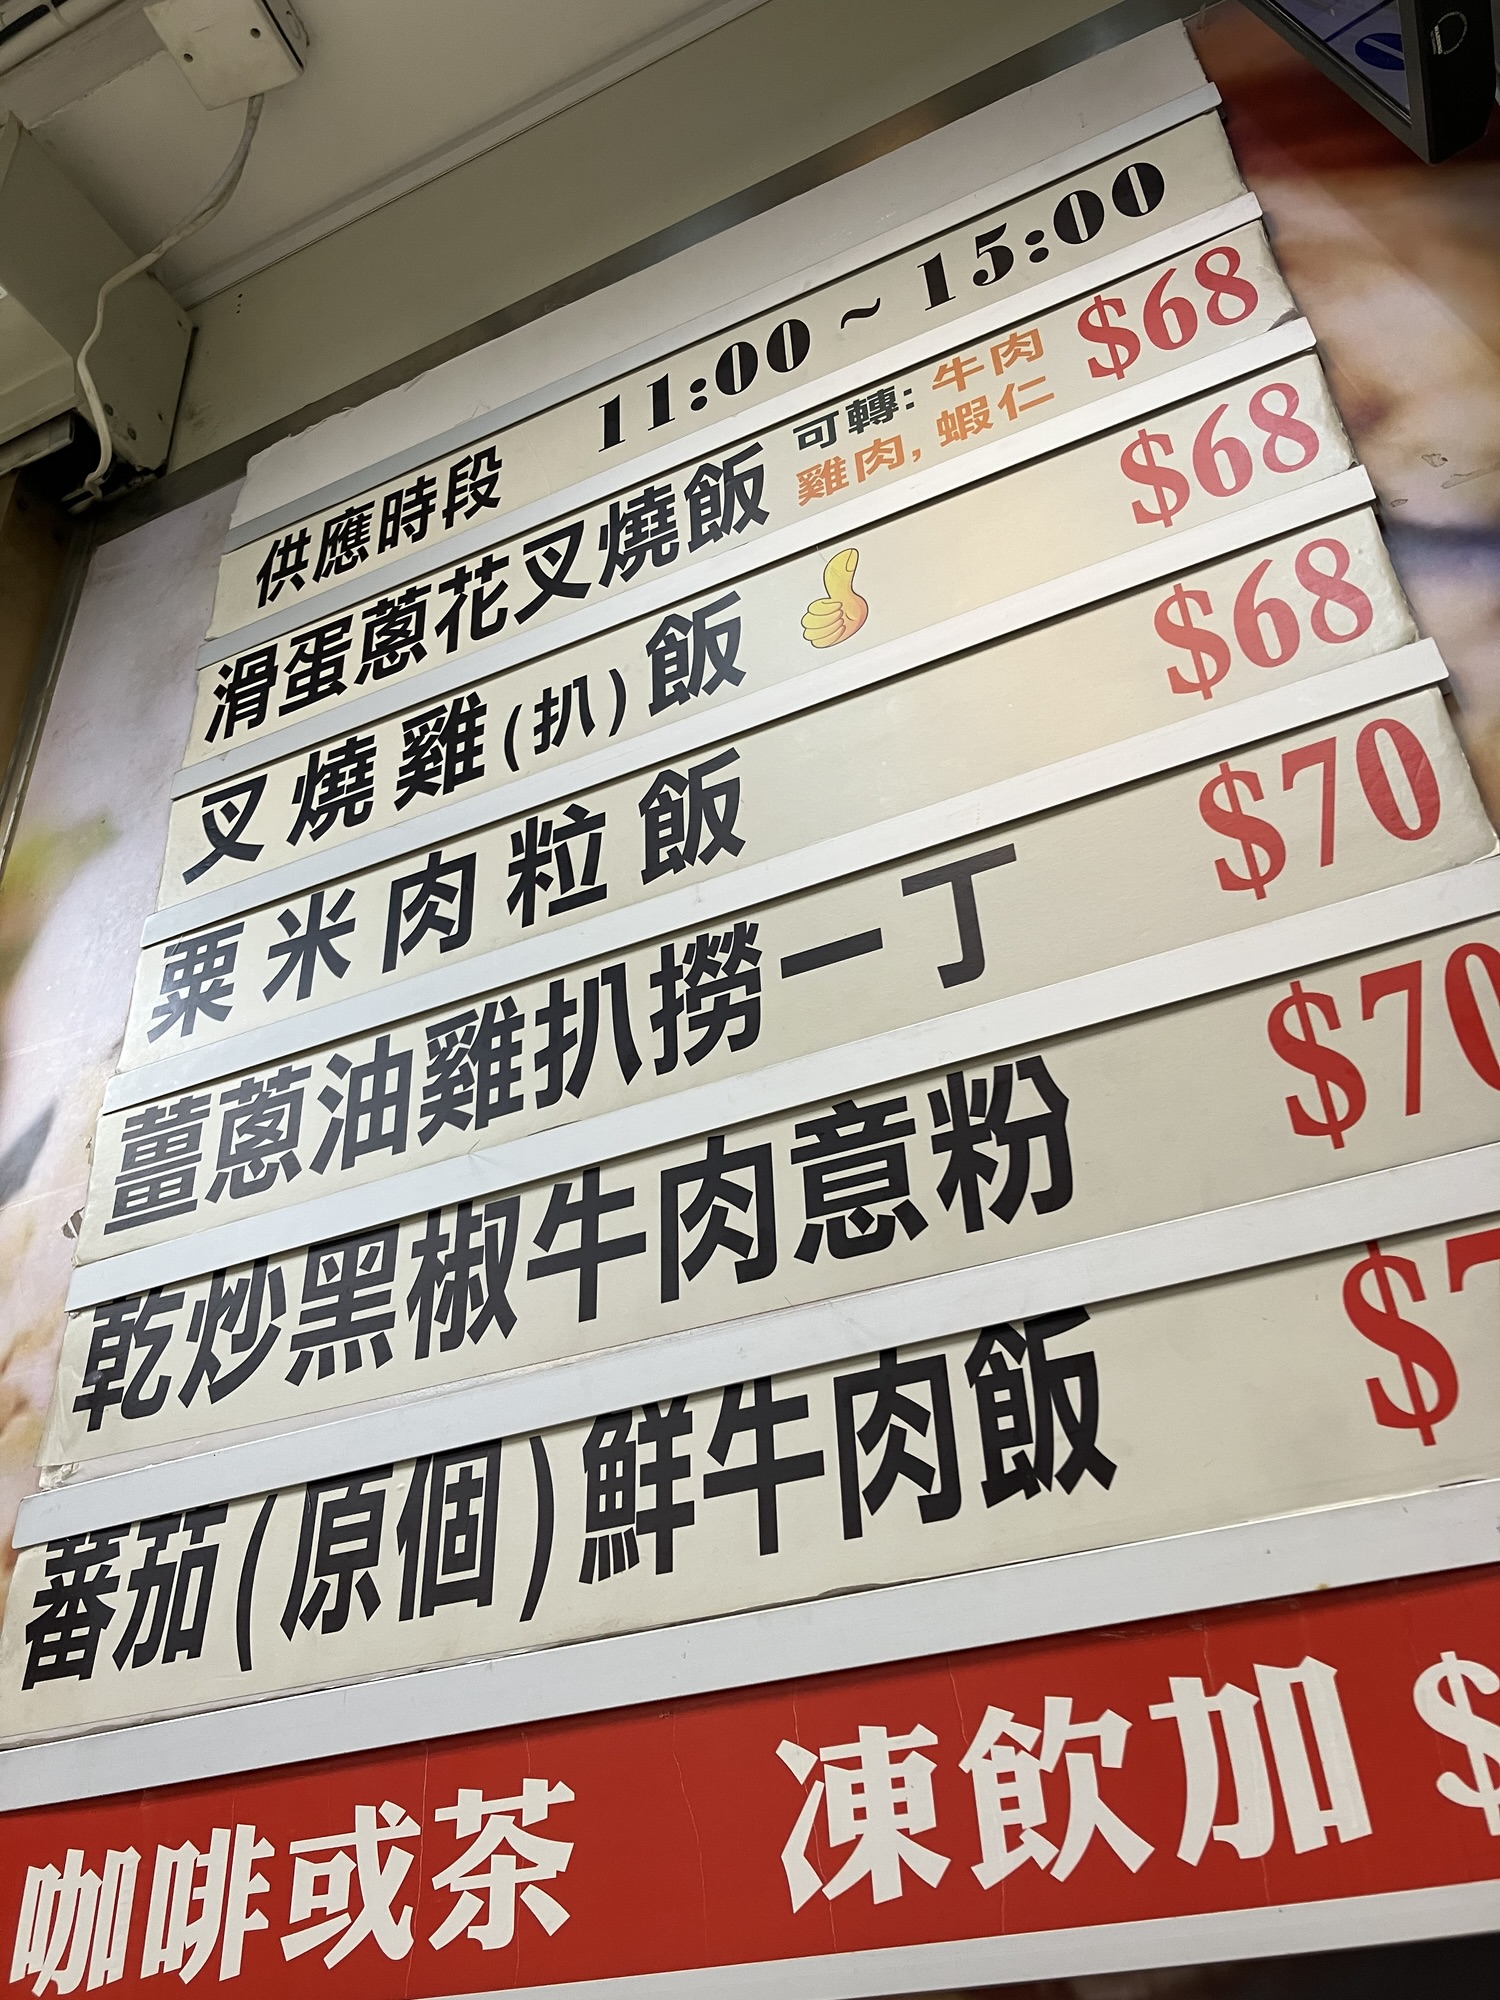 供應時段 11:00 ~ 15:00
滑蛋蔥花叉燒飯 可轉: 牛肉 $68
雞肉, 蝦仁
叉燒雞(扒)飯 $68
粟米肉粒飯 $68
薑蔥油雞扒撈一丁 $70
乾炒黑椒牛肉意粉 $70
蕃茄(原個)鮮牛肉飯 $
咖啡或茶 凍飲加 $